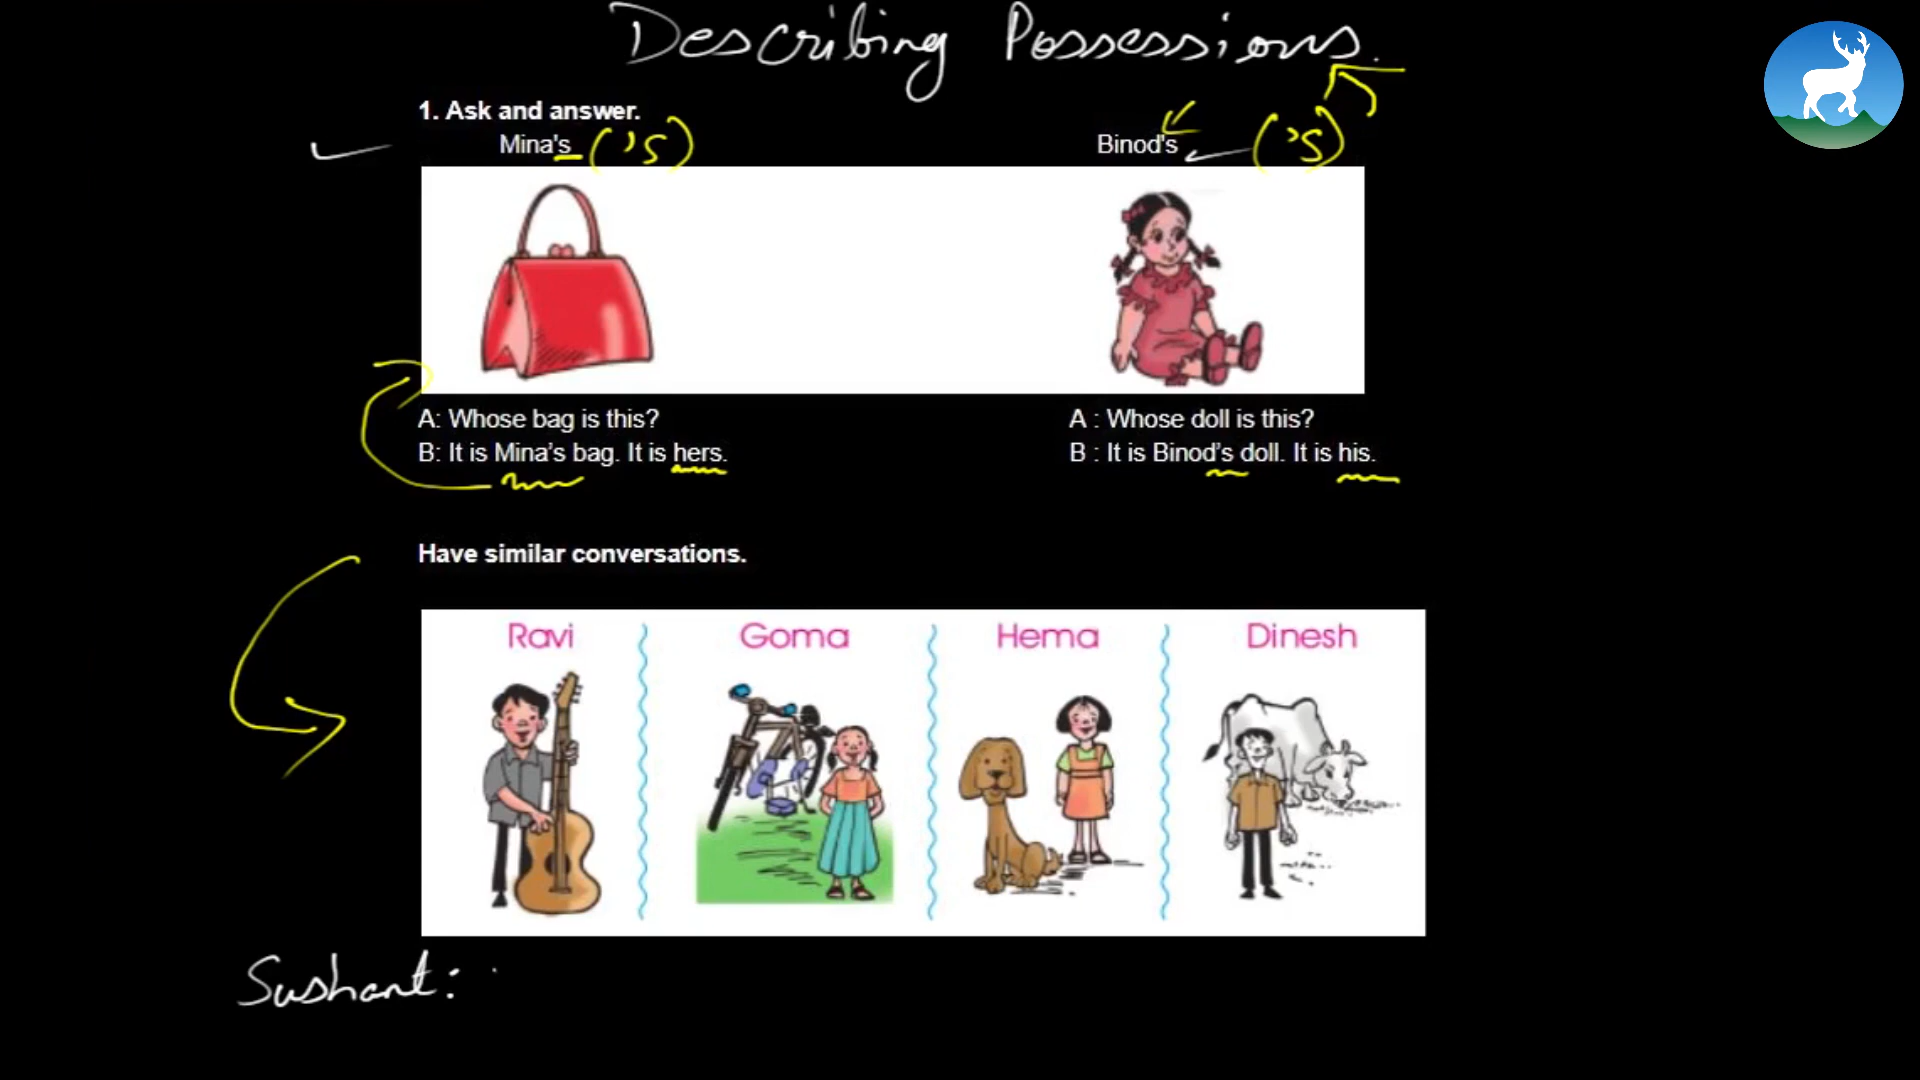 Describing Possessions.
1. Ask and answer.
Mina's ('s) Binod's ('s)
A: Whose bag is this? A : Whose doll is this?
B: It is Mina's bag. It is hers. B : It is Binod's doll. It is his.
Have similar conversations.
Ravi Goma Hema Dinesh
Sushant: